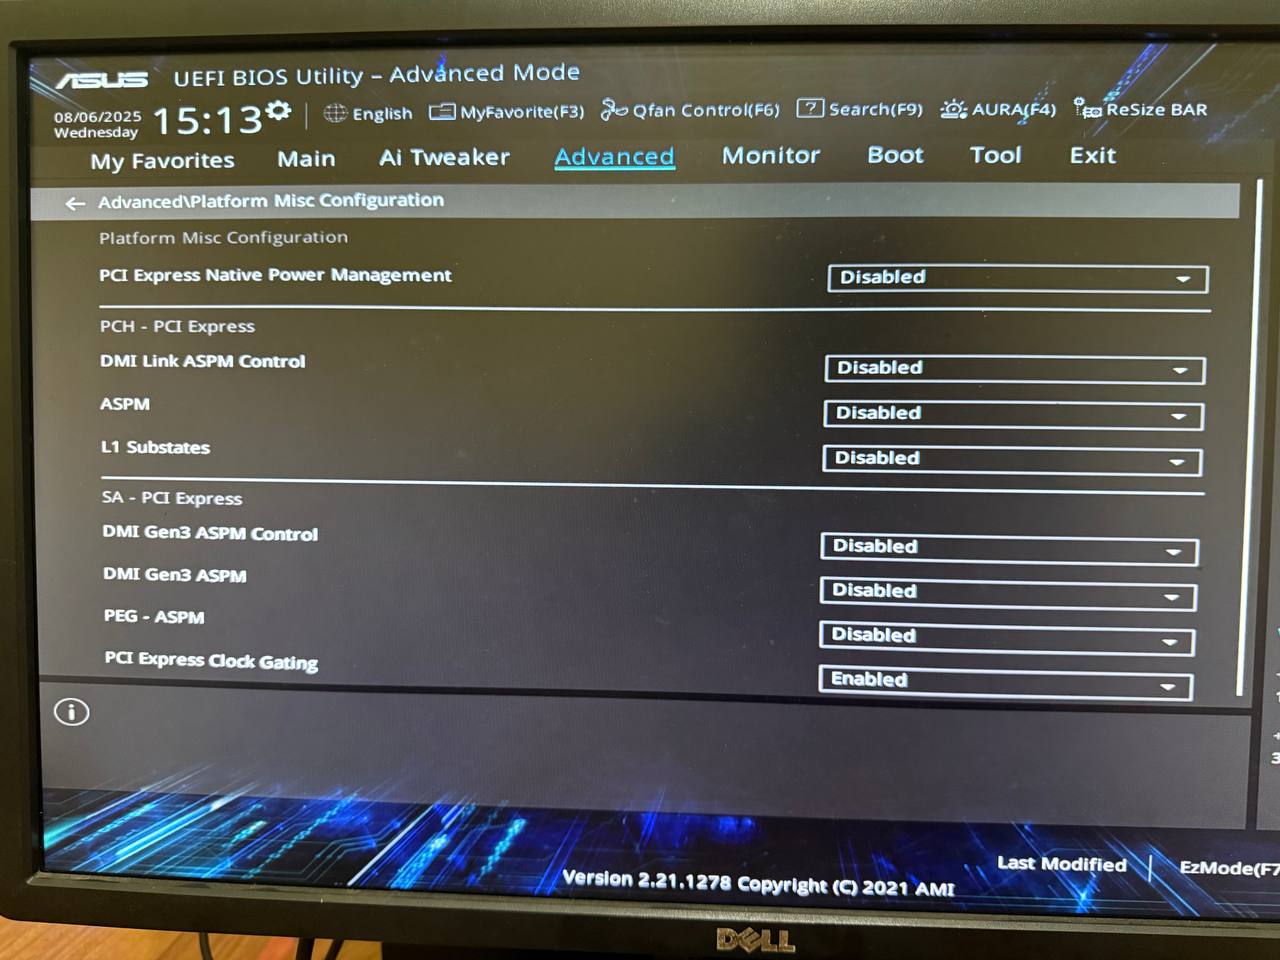 ASUS UEFI BIOS Utility – Advanced Mode
08/06/2025
Wednesday
15:13
English MyFavorite(F3) Qfan Control(F6) ? Search(F9) AURA(F4) ReSize BAR
My Favorites Main Ai Tweaker Advanced Monitor Boot Tool Exit
← Advanced\Platform Misc Configuration
Platform Misc Configuration
PCI Express Native Power Management Disabled
PCH - PCI Express
DMI Link ASPM Control Disabled
ASPM Disabled
L1 Substates Disabled
SA - PCI Express
DMI Gen3 ASPM Control Disabled
DMI Gen3 ASPM Disabled
PEG - ASPM Disabled
PCI Express Clock Gating Enabled
i
Last Modified | EzMode(F7
Version 2.21.1278 Copyright (C) 2021 AMI
DELL